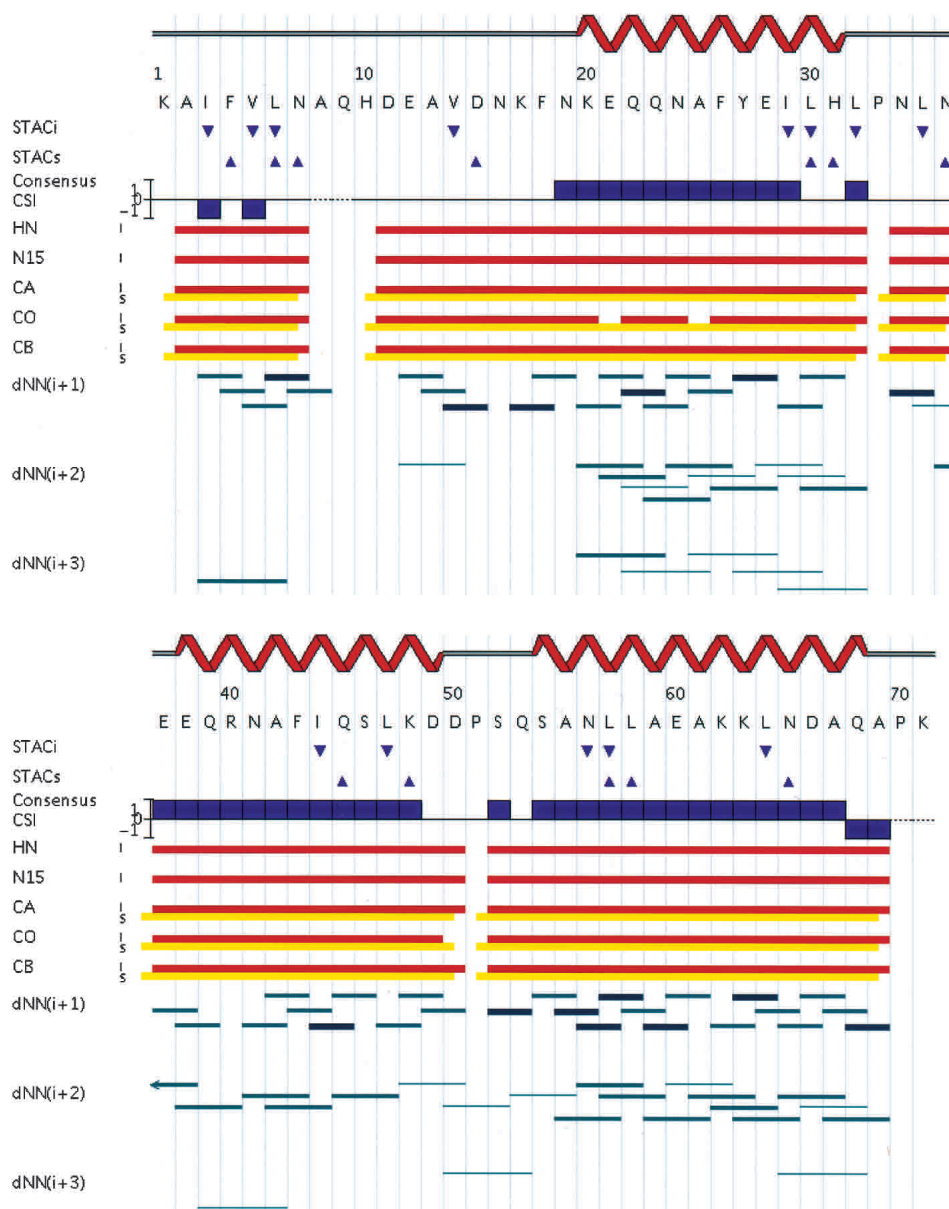 1 10 20 30
K A I F V L N A Q H D E A V D N K F N K E Q Q N A F Y E I L H L P N L N
STACi
STACs
Consensus
CSI
1
0
-1
HN I
N15 I
CA I
S
CO I
S
CB I
S
dNN(i+1)
dNN(i+2)
dNN(i+3)
40 50 60 70
E E Q R N A F I Q S L K D D P S Q S A N L L A E A K K L N D A Q A P K
STACi
STACs
Consensus
CSI
1
0
-1
HN I
N15 I
CA I
S
CO I
S
CB I
S
dNN(i+1)
dNN(i+2)
dNN(i+3)